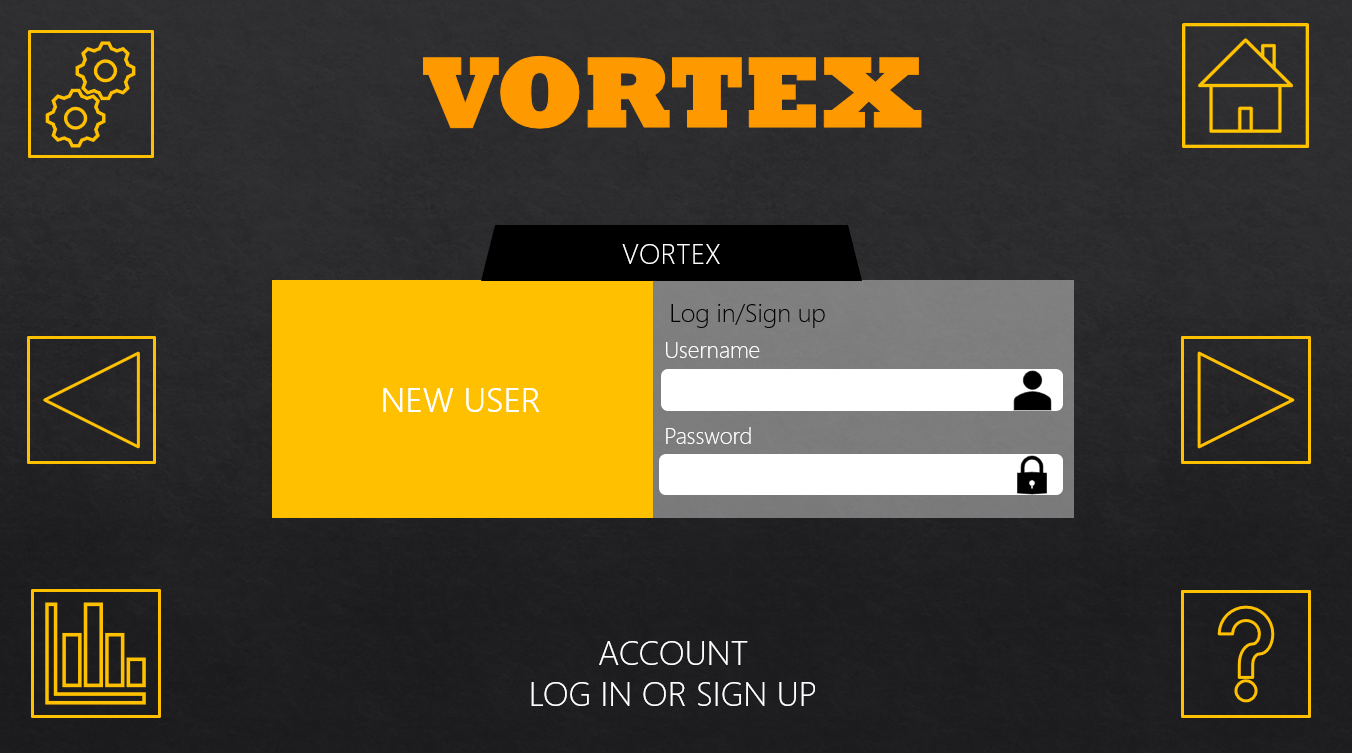 VORTEX
VORTEX
NEW USER
Log in/Sign up
Username
Password
ACCOUNT
LOG IN OR SIGN UP